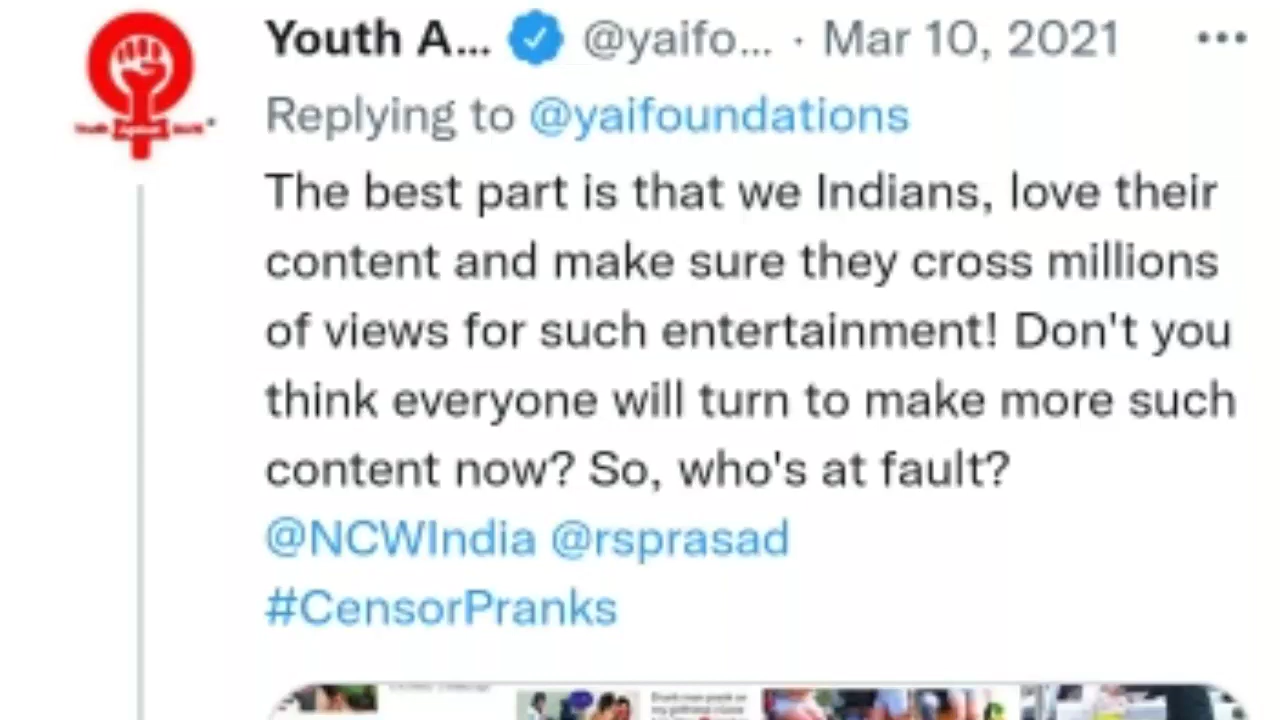 Youth A... @yaifo... · Mar 10, 2021
Replying to @yaifoundations
The best part is that we Indians, love their
content and make sure they cross millions
of views for such entertainment! Don't you
think everyone will turn to make more such
content now? So, who's at fault?
@NCWIndia @rsprasad
#CensorPranks